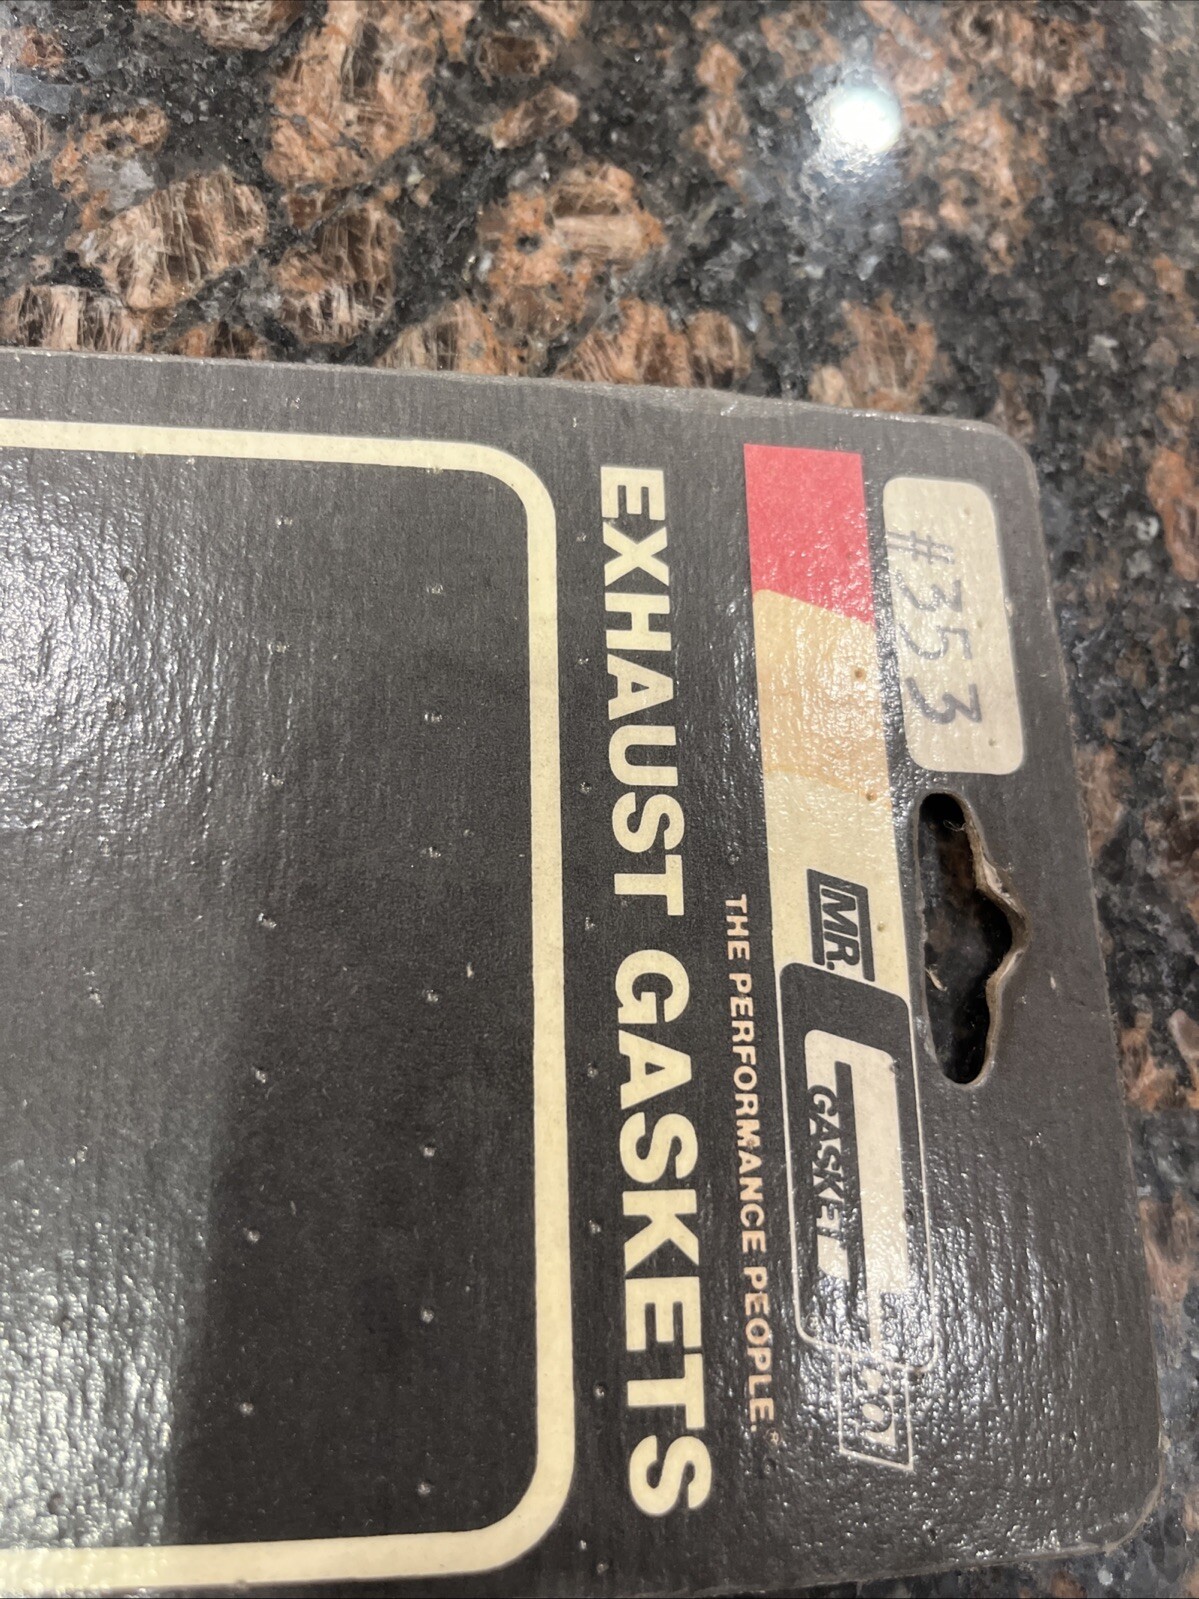 #353
MR.
GASKET
CO.
THE PERFORMANCE PEOPLE.®
EXHAUST GASKETS